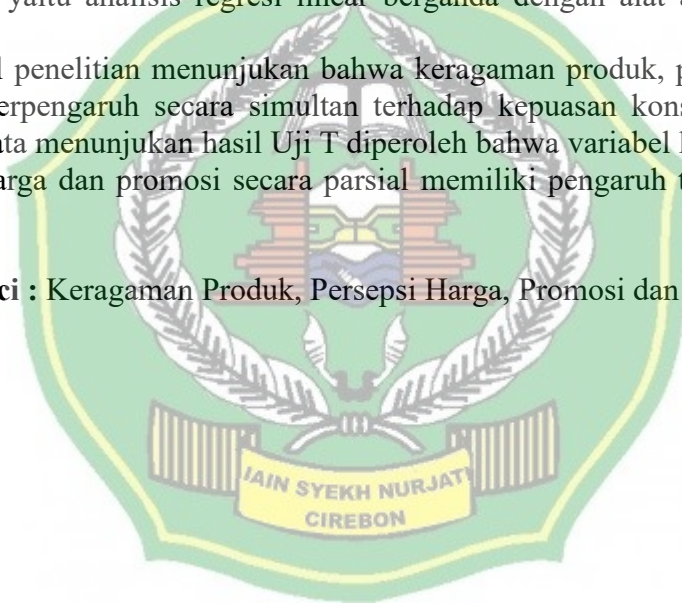 yaitu analisis regresi linear berganda dengan alat
l penelitian menunjukan bahwa keragaman produk, p
erpengaruh secara simultan terhadap kepuasan kons
ata menunjukan hasil Uji T diperoleh bahwa variabel
arga dan promosi secara parsial memiliki pengaruh t
ci : Keragaman Produk, Persepsi Harga, Promosi dan
IAIN SYEKH NURJATI
CIREBON